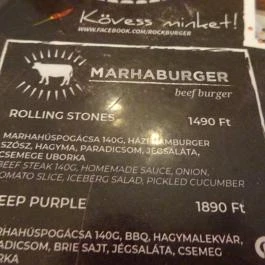 Kövess minket!
WWW.FACEBOOK.COM/ROCKBURGER
MARHABURGER
beef burger
ROLLING STONES 1490 Ft
MARHAHÚSPOGÁCSA 140G, HÁZI HAMBURGER
SZÓSZ, HAGYMA, PARADICSOM, JÉGSALÁTA,
CSEMEGE UBORKA
BEEF STEAK 140G, HOMEMADE SAUCE, ONION,
TOMATO SLICE, ICEBERG SALAD, PICKLED CUCUMBER
EEP PURPLE 1890 Ft
ARHAHÚSPOGÁCSA 140G, BBQ, HAGYMALEKVÁR,
ARADICSOM, BRIE SAJT, JÉGSALÁTA, CSEMEG
ORKA